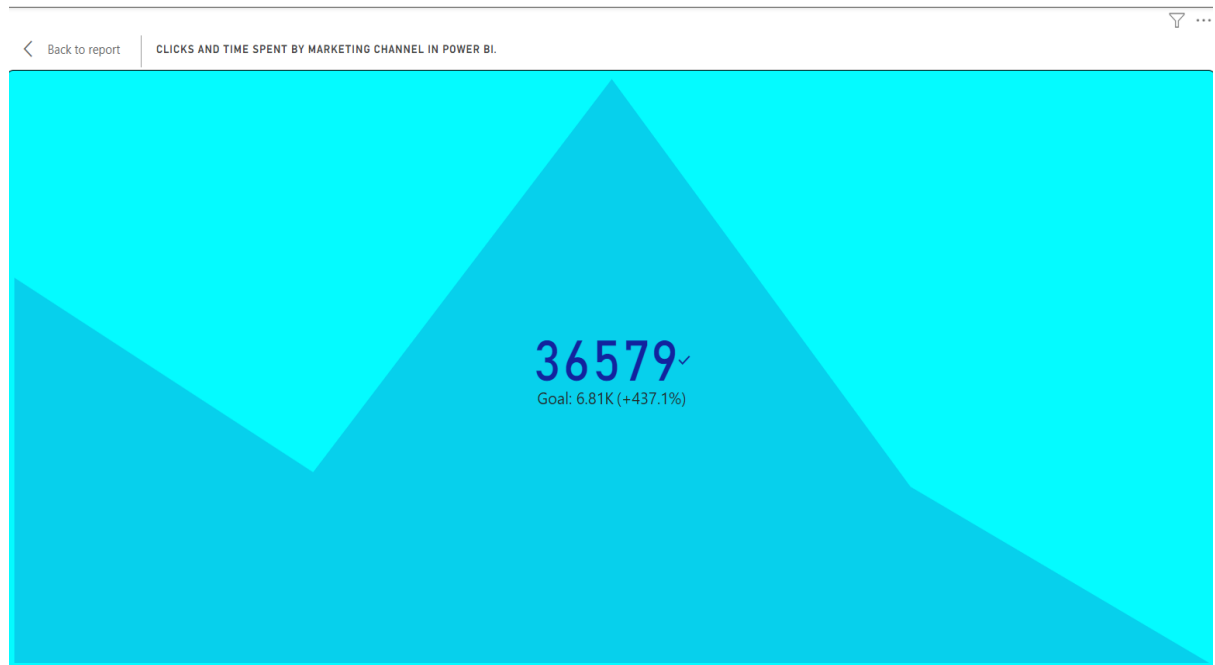 Back to report
CLICKS AND TIME SPENT BY MARKETING CHANNEL IN POWER BI.
36579
Goal: 6.81K (+437.1%)